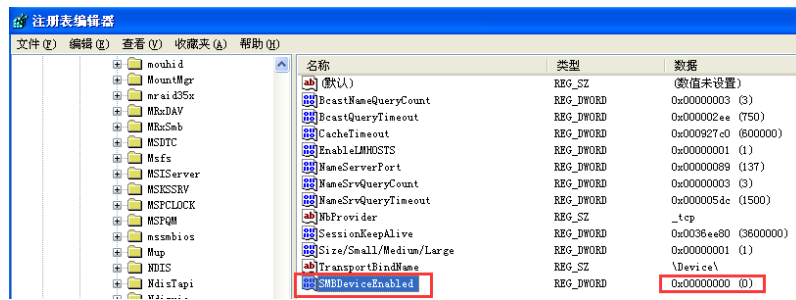 注册表编辑器
文件(F) 编辑(E) 查看(V) 收藏夹(A) 帮助(H)
mouhid
MountMgr
mraid35x
MRxDAV
MRxSmb
MSDTC
Msfs
MSIServer
MSKSSRV
MSPCLOCK
MSPQM
mssmbios
Mup
NDIS
NdisTapi
名称 类型 数据
(默认) REG_SZ (数值未设置)
BcastNameQueryCount REG_DWORD 0x00000003 (3)
BcastQueryTimeout REG_DWORD 0x000002ee (750)
CacheTimeout REG_DWORD 0x000927c0 (600000)
EnableLMHOSTS REG_DWORD 0x00000001 (1)
NameServerPort REG_DWORD 0x00000089 (137)
NameSrvQueryCount REG_DWORD 0x00000003 (3)
NameSrvQueryTimeout REG_DWORD 0x000005dc (1500)
NbProvider REG_SZ _tcp
SessionKeepAlive REG_DWORD 0x0036ee80 (3600000)
Size/Small/Medium/Large REG_DWORD 0x00000001 (1)
TransportBindName REG_SZ \Device\
SMBDeviceEnabled REG_DWORD 0x00000000 (0)